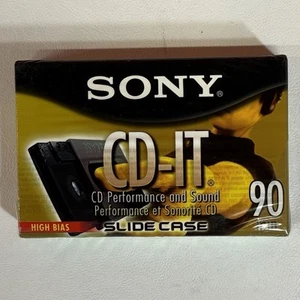 SONY®
CD-IT®
CD Performance and Sound
Performance et Sonorité CD
90
HIGH BIAS
SLIDE CASE